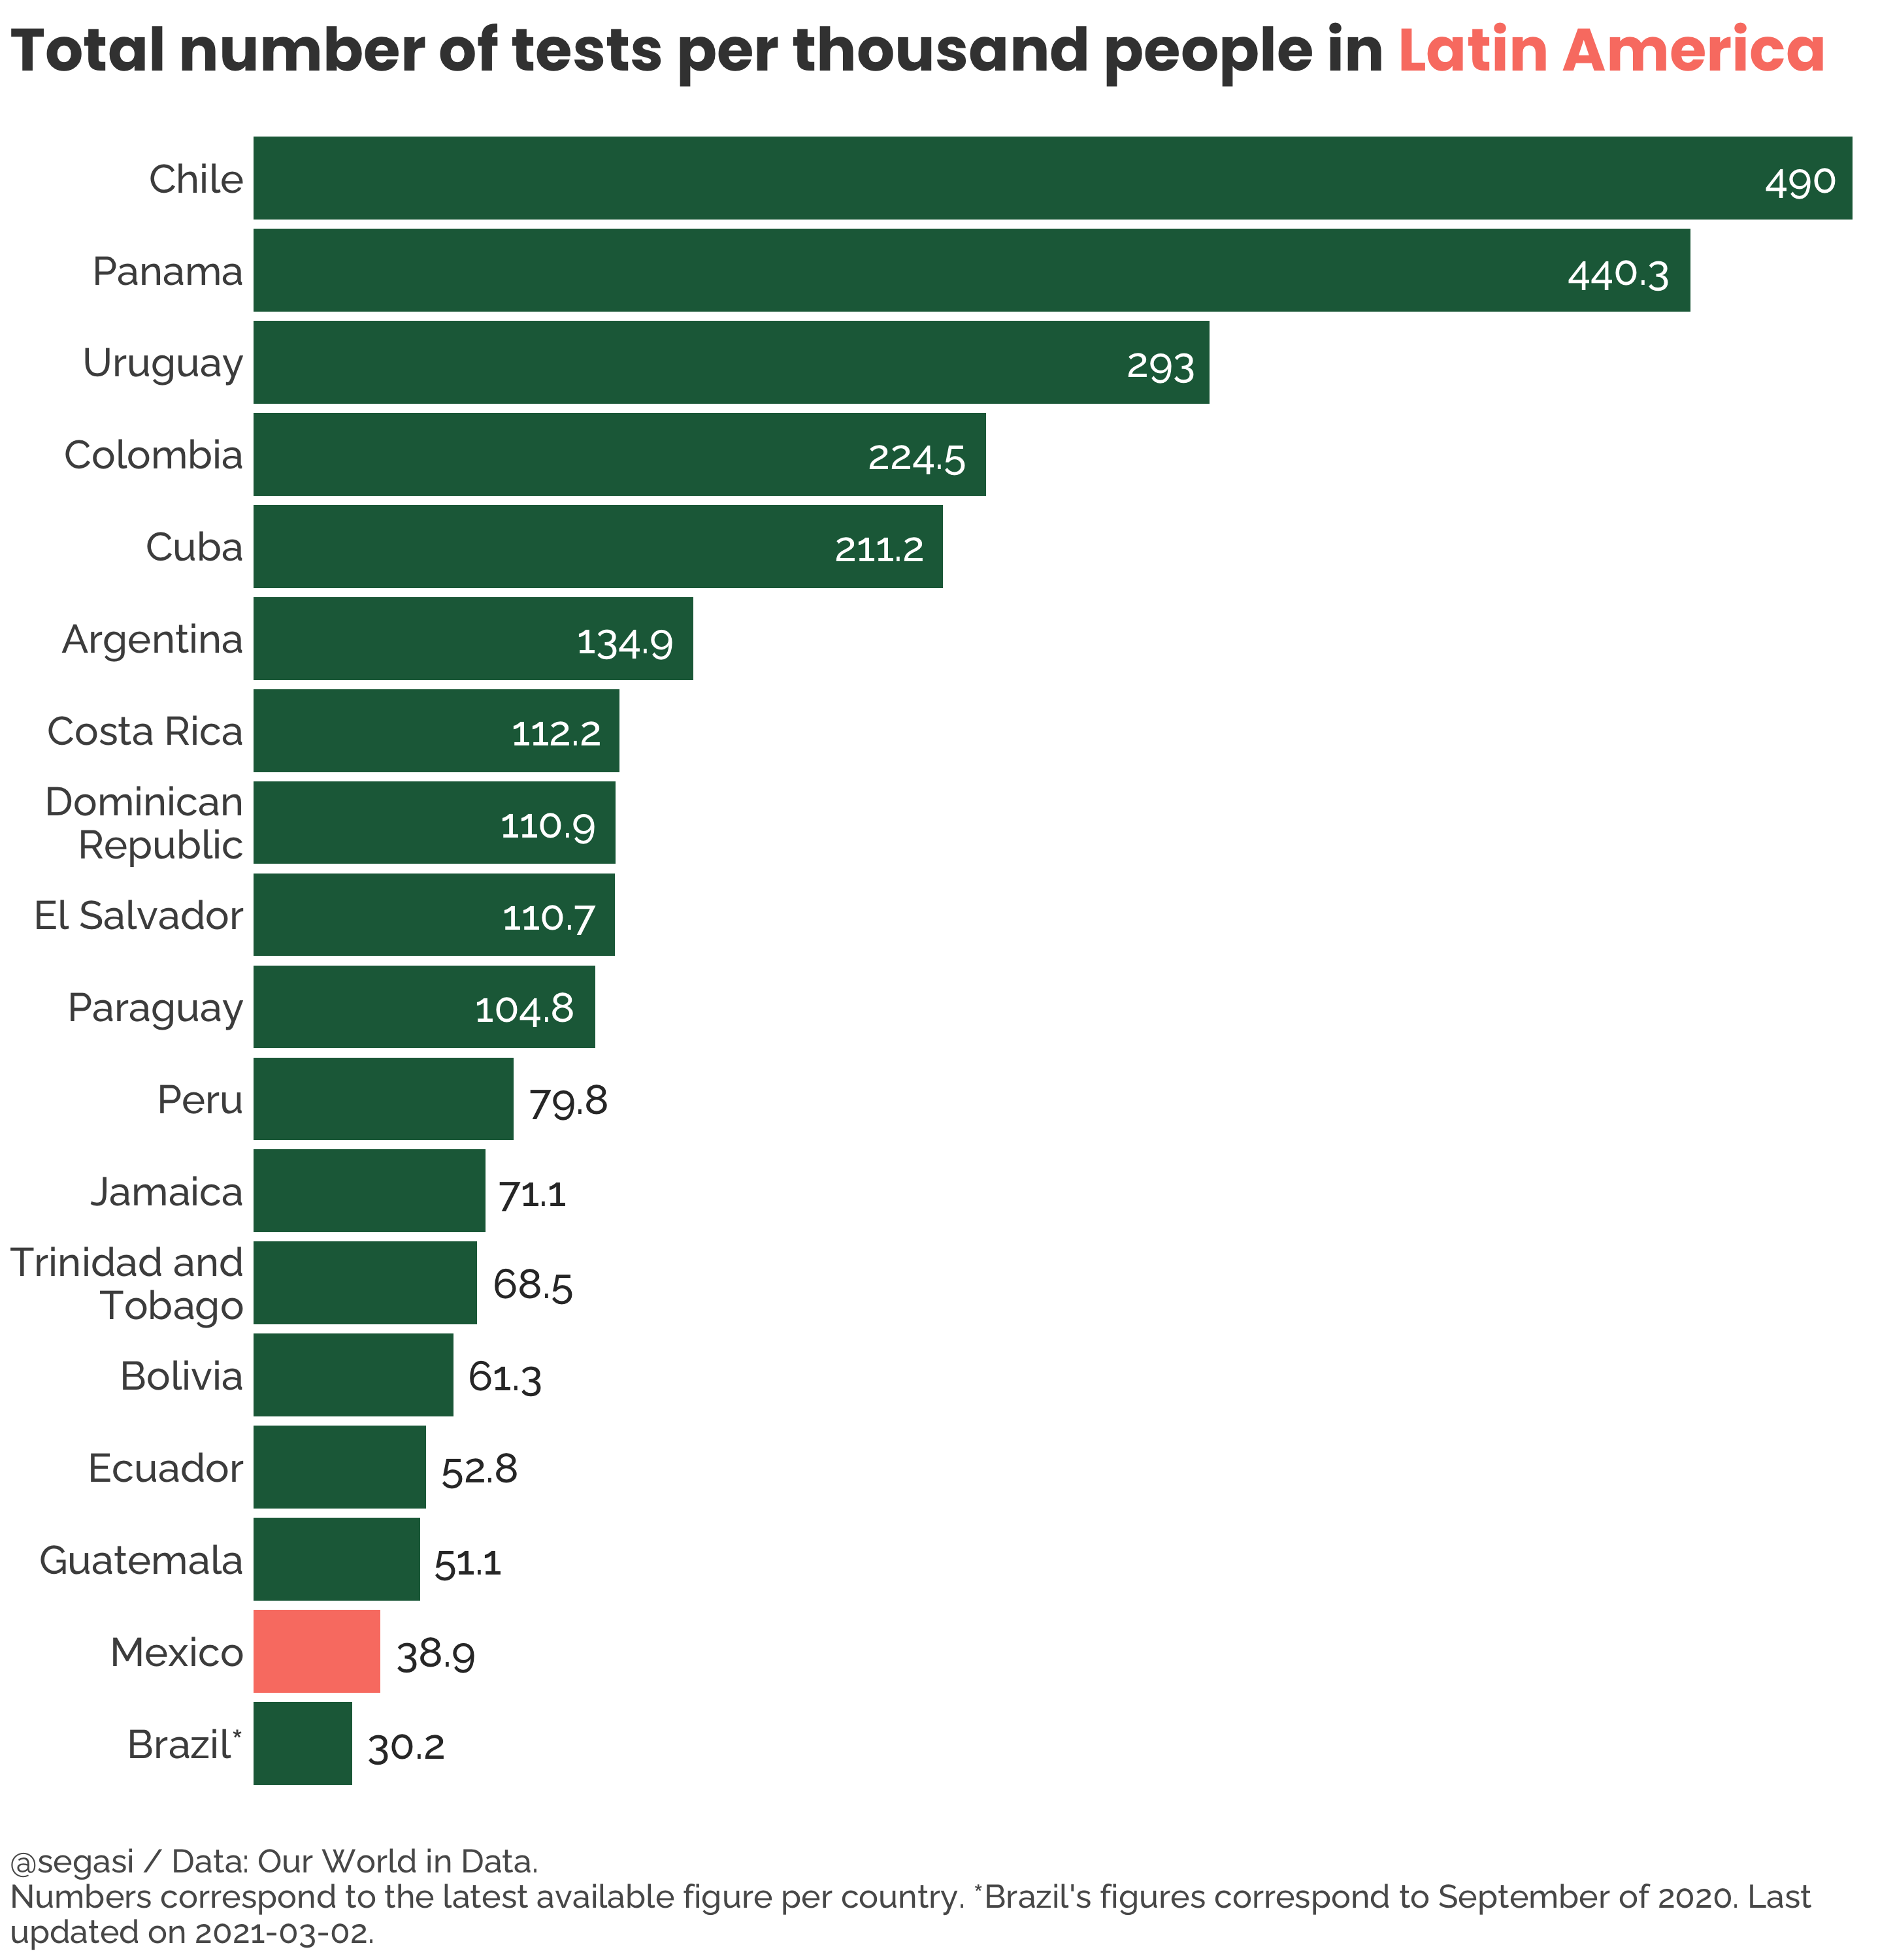 Total number of tests per thousand people in Latin America
Chile 490
Panama 440.3
Uruguay 293
Colombia 224.5
Cuba 211.2
Argentina 134.9
Costa Rica 112.2
Dominican
Republic 110.9
El Salvador 110.7
Paraguay 104.8
Peru 79.8
Jamaica 71.1
Trinidad and
Tobago 68.5
Bolivia 61.3
Ecuador 52.8
Guatemala 51.1
Mexico 38.9
Brazil* 30.2
@segasi / Data: Our World in Data.
Numbers correspond to the latest available figure per country. *Brazil's figures correspond to September of 2020. Last
updated on 2021-03-02.